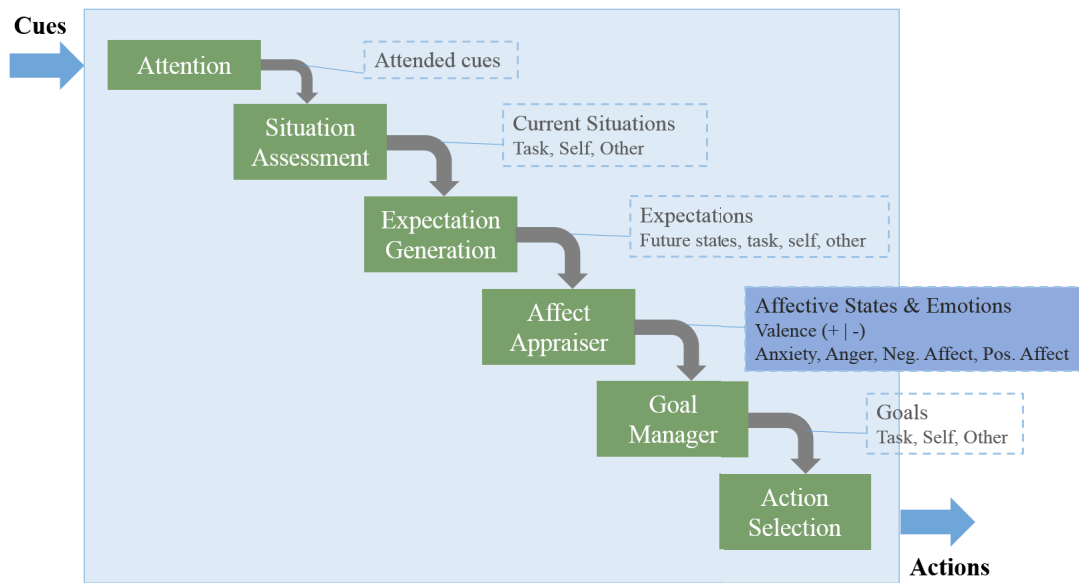 Cues
Attention
Attended cues
Situation
Assessment
Current Situations
Task, Self, Other
Expectation
Generation
Expectations
Future states, task, self, other
Affect
Appraiser
Affective States & Emotions
Valence (+ | -)
Anxiety, Anger, Neg. Affect, Pos. Affect
Goal
Manager
Goals
Task, Self, Other
Action
Selection
Actions